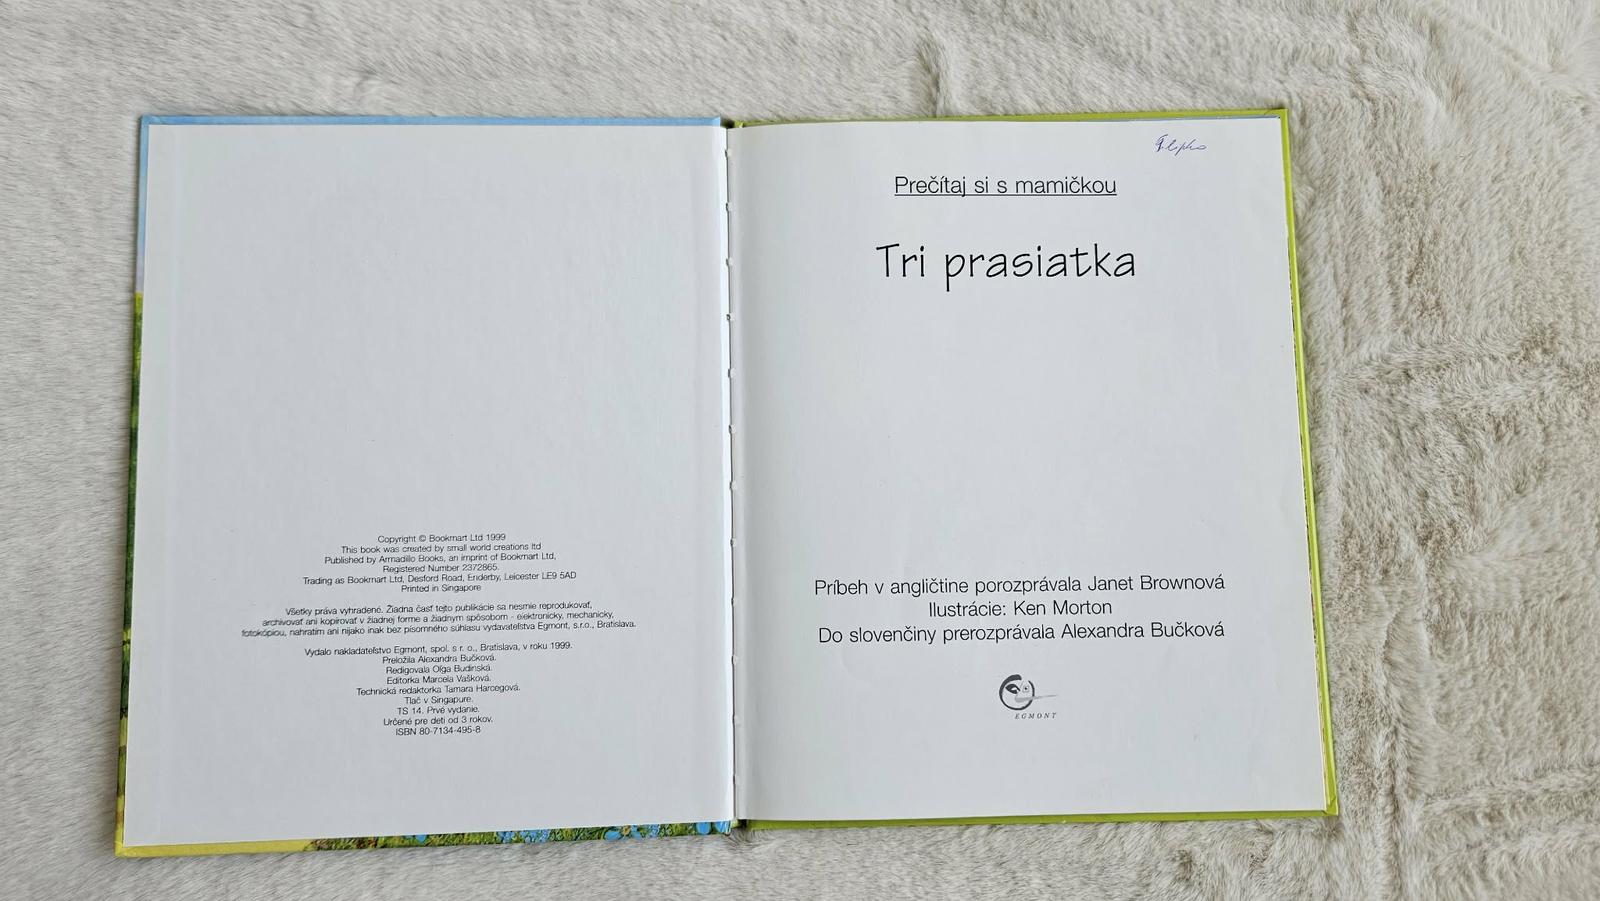 Copyright © Bookmart Ltd 1999
This book was created by small world creations ltd
Published by Armadillo Books, an imprint of Bookmart Ltd,
Registered Number 2372865.
Trading as Bookmart Ltd, Desford Road, Enderby, Leicester LE9 5AD
Printed in Singapore
Všetky práva vyhradené. Žiadna časť tejto publikácie sa nesmie reprodukovať,
archivovať ani kopírovať v žiadnej forme a žiadnym spôsobom - elektronicky, mechanicky,
fotokópiou, nahratím ani nijako inak bez písomného súhlasu vydavateľstva Egmont, s.r.o., Bratislava.
Vydalo nakladateľstvo Egmont, spol. s r. o., Bratislava, v roku 1999.
Preložila Alexandra Bučková.
Redigovala Oľga Budinská.
Editorka Marcela Vašková.
Technická redaktorka Tamara Harcegová.
Tlač v Singapure.
TS 14. Prvé vydanie.
Určené pre deti od 3 rokov.
ISBN 80-7134-495-8
Prečítaj si s mamičkou
Tri prasiatka
Príbeh v angličtine porozprávala Janet Brownová
Ilustrácie: Ken Morton
Do slovenčiny prerozprávala Alexandra Bučková
EGMONT